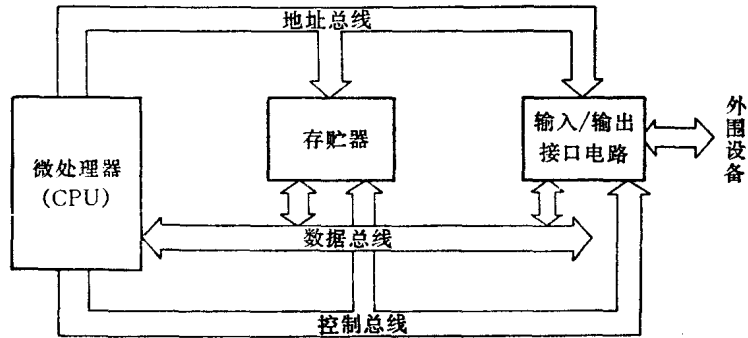 地址总线
微处理器
(CPU)
存贮器
输入/输出
接口电路
外围设备
数据总线
控制总线